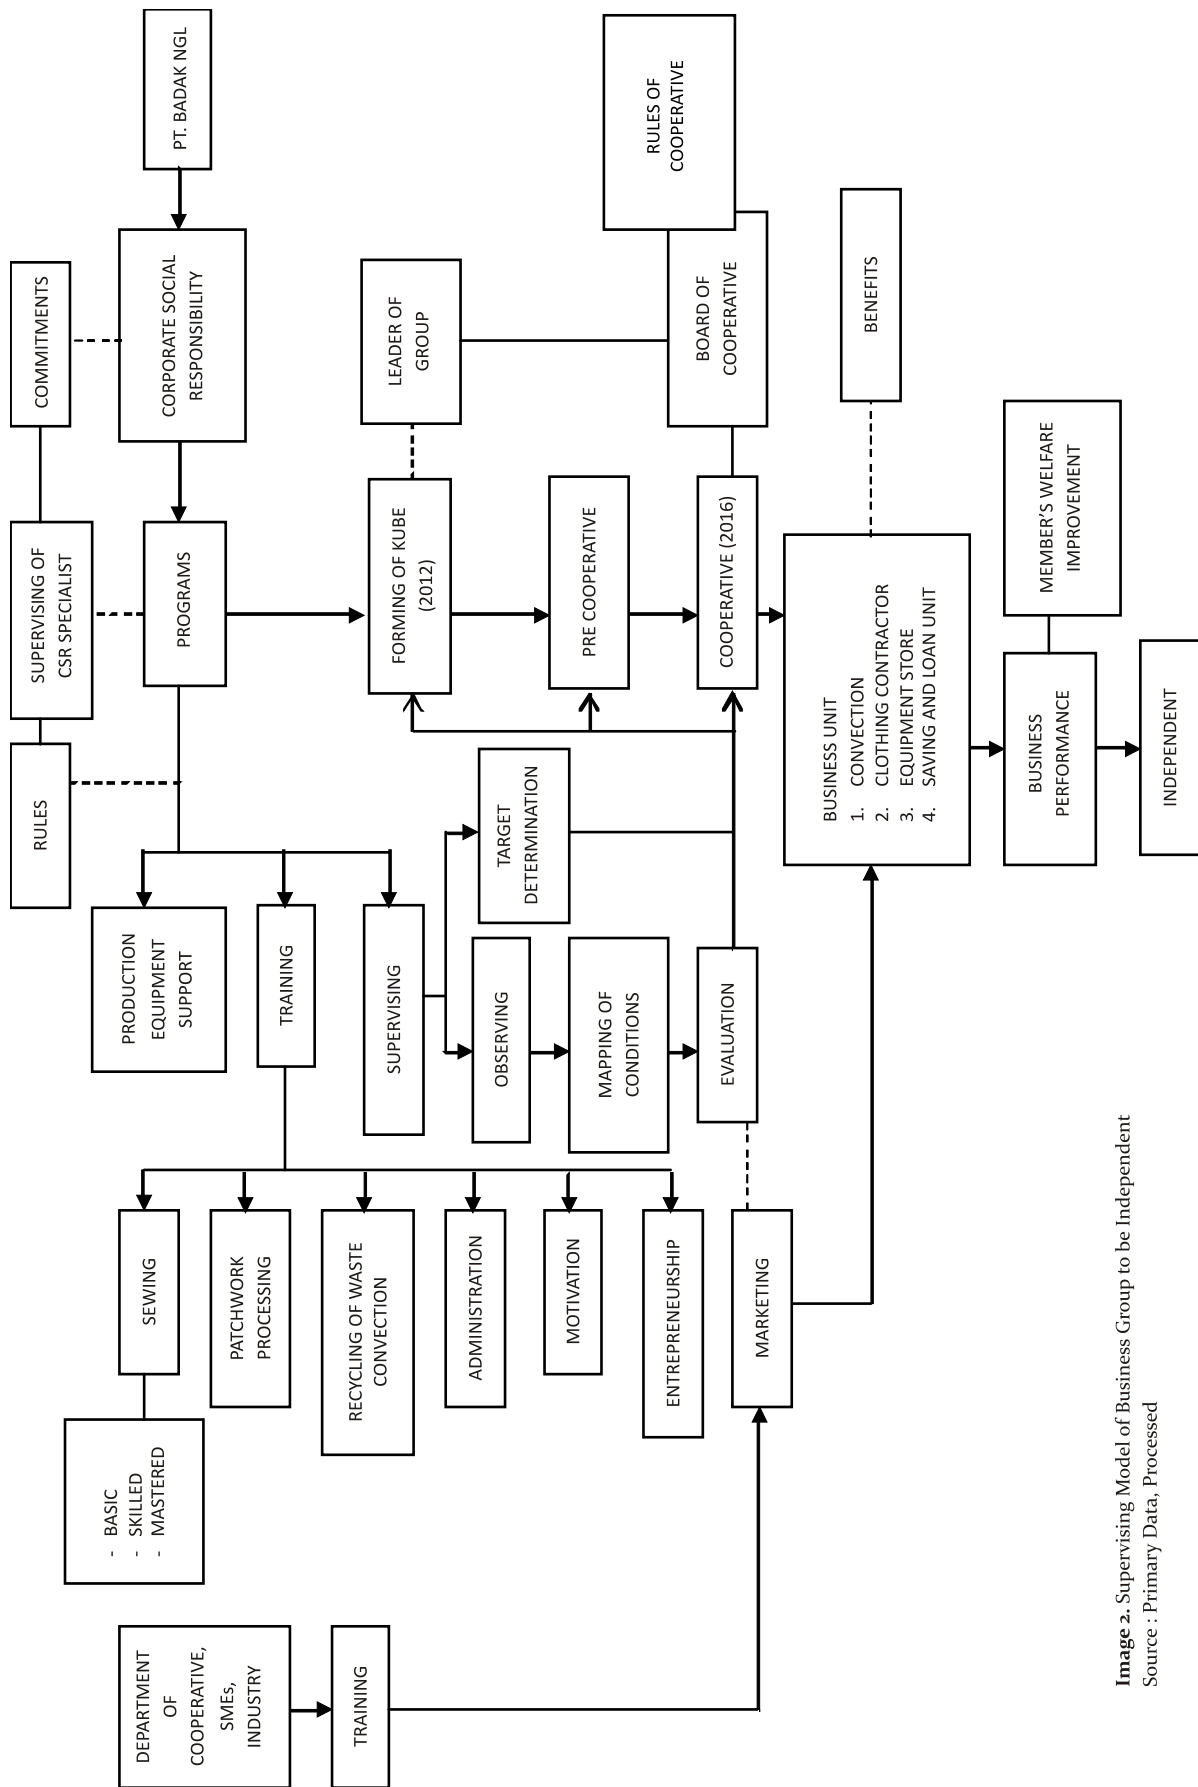 PT. BADAK NGL
COMMITMENTS
CORPORATE SOCIAL
RESPONSIBILITY
SUPERVISING OF
CSR SPECIALIST
PROGRAMS
RULES
LEADER OF
GROUP
FORMING OF KUBE
(2012)
PRE COOPERATIVE
COOPERATIVE (2016)
RULES OF
COOPERATIVE
BOARD OF
COOPERATIVE
BENEFITS
BUSINESS UNIT
1. CONVECTION
2. CLOTHING CONTRACTOR
3. EQUIPMENT STORE
4. SAVING AND LOAN UNIT
MEMBER'S WELFARE
IMPROVEMENT
BUSINESS
PERFORMANCE
INDEPENDENT
PRODUCTION
EQUIPMENT
SUPPORT
TRAINING
SUPERVISING
TARGET
DETERMINATION
OBSERVING
MAPPING OF
CONDITIONS
EVALUATION
SEWING
PATCHWORK
PROCESSING
RECYCLING OF WASTE
CONVECTION
ADMINISTRATION
MOTIVATION
ENTREPRENEURSHIP
MARKETING
- BASIC
- SKILLED
- MASTERED
DEPARTMENT
OF
COOPERATIVE,
SMEs,
INDUSTRY
TRAINING
Image 2. Supervising Model of Business Group to be Independent
Source : Primary Data, Processed